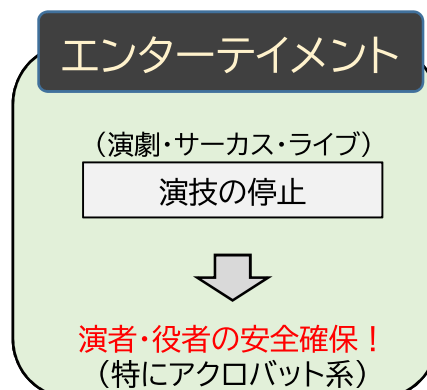 エンターテイメント
（演劇・サーカス・ライブ）
演技の停止
演者・役者の安全確保！
（特にアクロバット系）